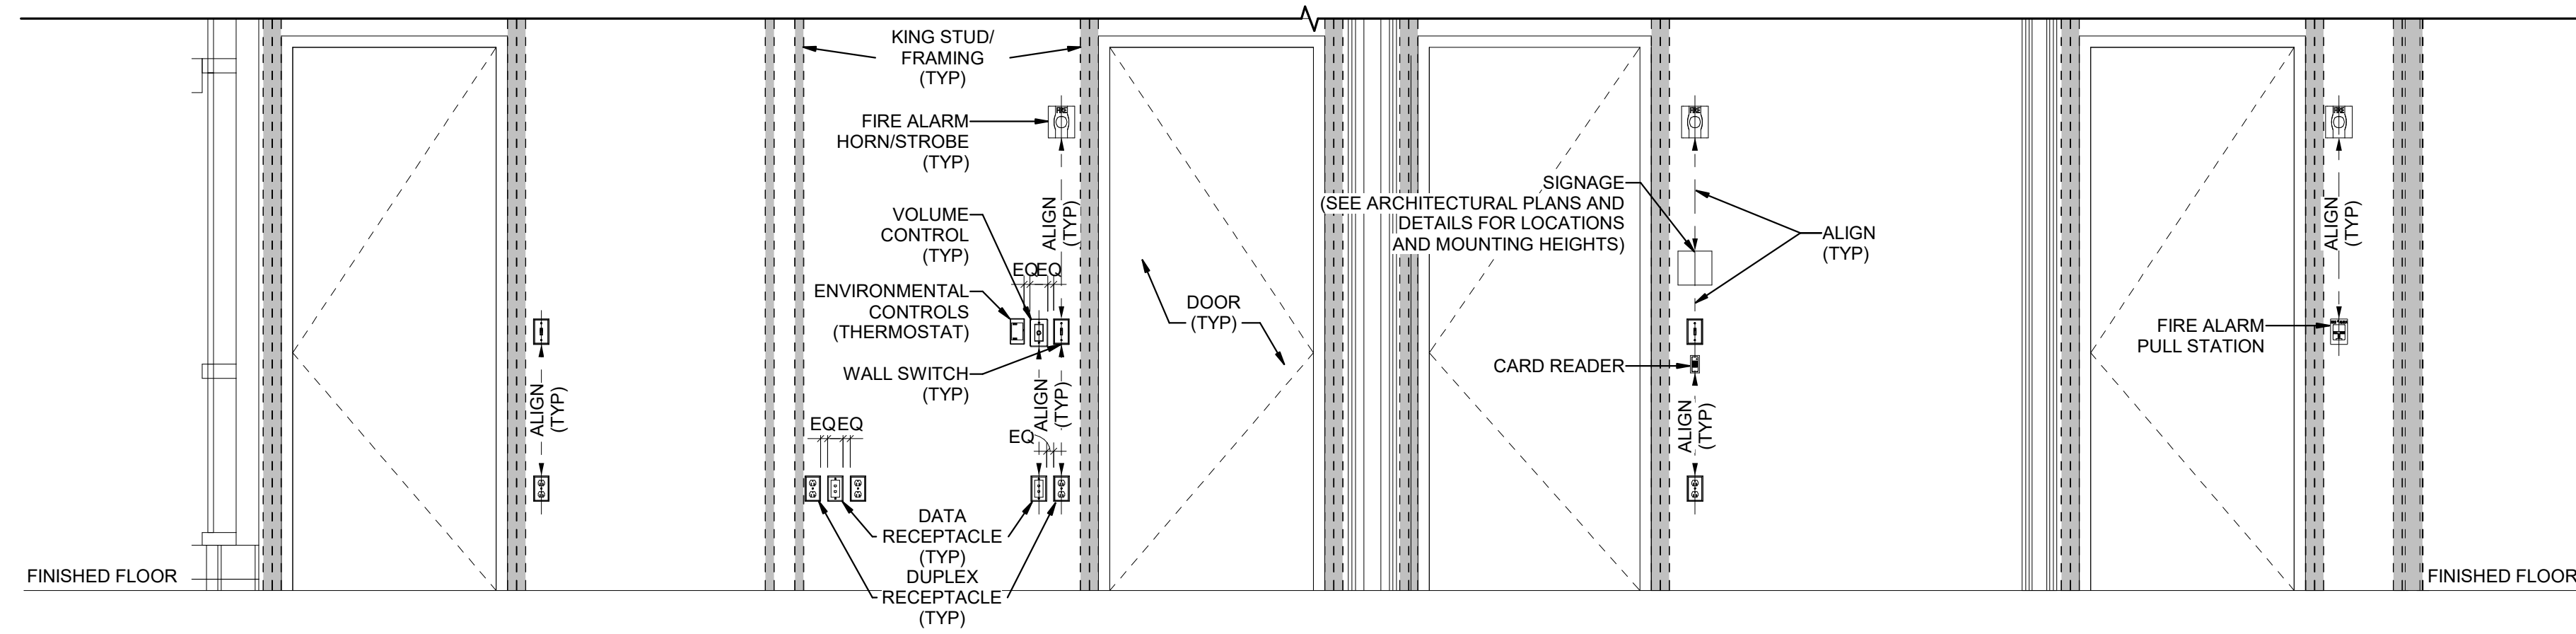 KING STUD/
FRAMING
(TYP)
FIRE ALARM
HORN/STROBE
(TYP)
VOLUME
CONTROL
(TYP)
ALIGN
(TYP)
EQ
EQ
ENVIRONMENTAL
CONTROLS
(THERMOSTAT)
WALL SWITCH
(TYP)
ALIGN
(TYP)
ALIGN
(TYP)
EQ
EQ
EQ
DATA
RECEPTACLE
(TYP)
DUPLEX
RECEPTACLE
(TYP)
FINISHED FLOOR
DOOR
(TYP)
SIGNAGE
(SEE ARCHITECTURAL PLANS AND
DETAILS FOR LOCATIONS
AND MOUNTING HEIGHTS)
ALIGN
(TYP)
CARD READER
ALIGN
(TYP)
FIRE ALARM
PULL STATION
ALIGN
(TYP)
FINISHED FLOOR